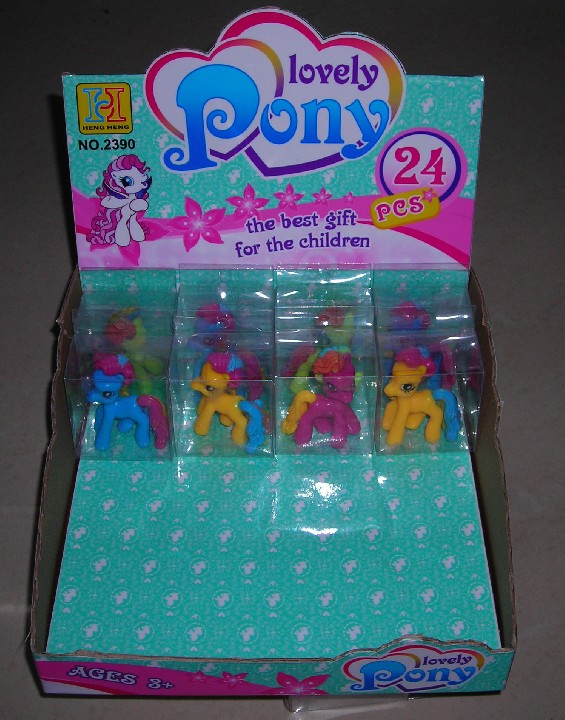 lovely
Pony
HENG HENG
NO.2390
24
PCS
the best gift
for the children
AGES 3+
lovely
Pony